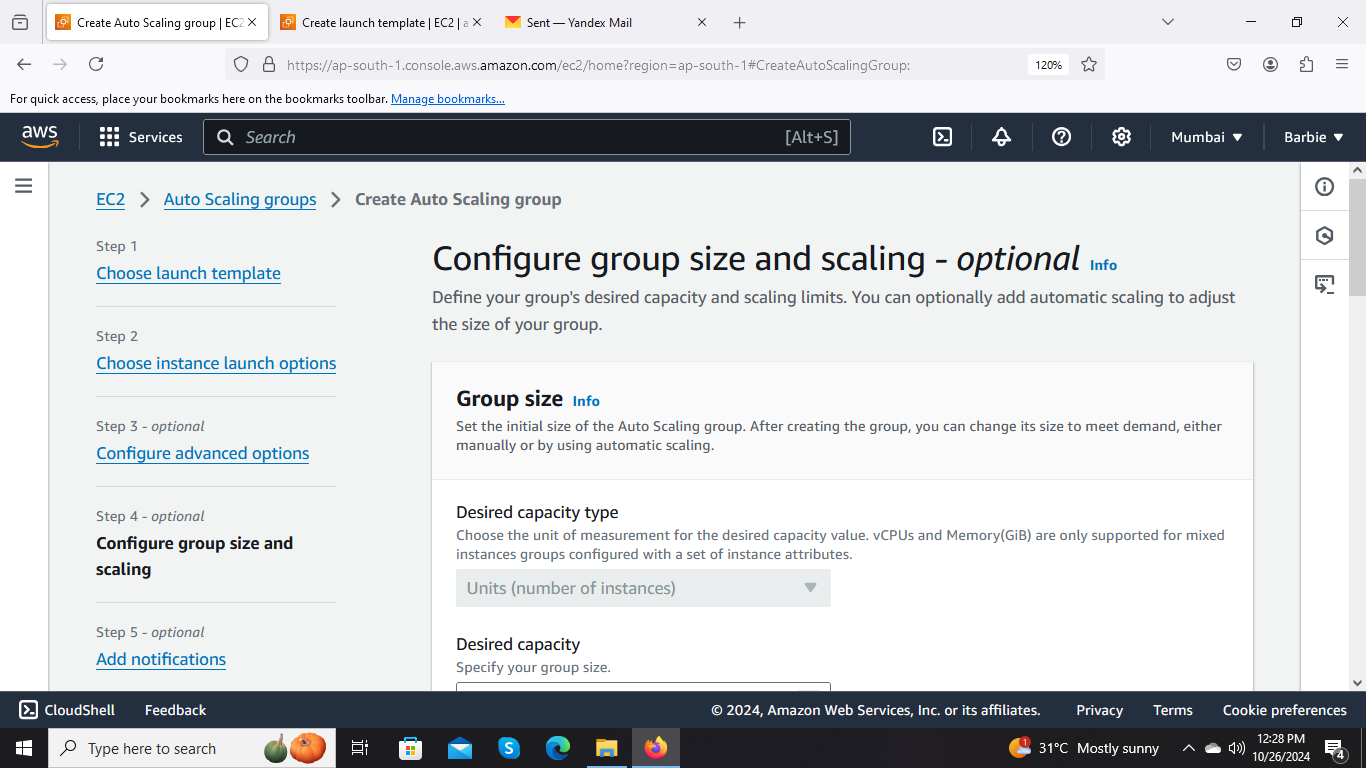 Create Auto Scaling group | EC2
Create launch template | EC2 | a
Sent — Yandex Mail
https://ap-south-1.console.aws.amazon.com/ec2/home?region=ap-south-1#CreateAutoScalingGroup:
120%
For quick access, place your bookmarks here on the bookmarks toolbar. Manage bookmarks...
aws
Services
Search
[Alt+S]
Mumbai
Barbie
EC2
Auto Scaling groups
Create Auto Scaling group
Step 1
Choose launch template
Step 2
Choose instance launch options
Step 3 - optional
Configure advanced options
Step 4 - optional
Configure group size and
scaling
Step 5 - optional
Add notifications
Configure group size and scaling - optional Info
Define your group's desired capacity and scaling limits. You can optionally add automatic scaling to adjust
the size of your group.
Group size Info
Set the initial size of the Auto Scaling group. After creating the group, you can change its size to meet demand, either
manually or by using automatic scaling.
Desired capacity type
Choose the unit of measurement for the desired capacity value. vCPUs and Memory(GiB) are only supported for mixed
instances groups configured with a set of instance attributes.
Units (number of instances)
Desired capacity
Specify your group size.
CloudShell
Feedback
© 2024, Amazon Web Services, Inc. or its affiliates.
Privacy
Terms
Cookie preferences
Type here to search
1
31°C Mostly sunny
12:28 PM
10/26/2024
4